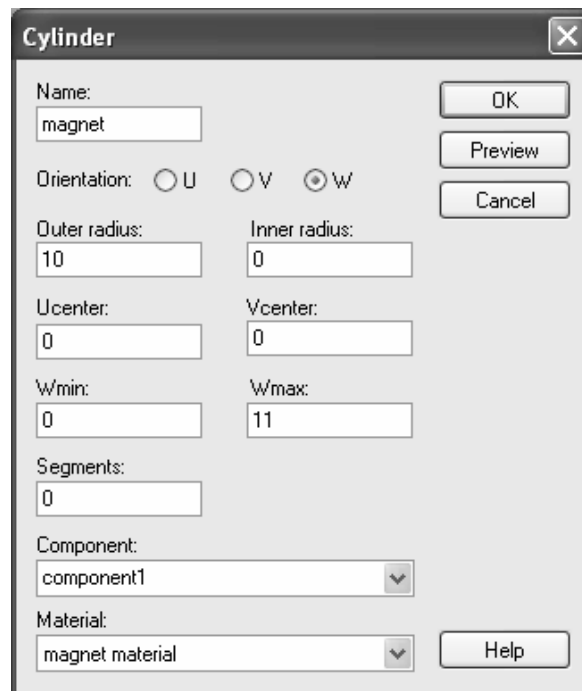 Cylinder
Name:
magnet
OK
Preview
Orientation: U V W
Cancel
Outer radius: Inner radius:
10 0
Ucenter: Vcenter:
0 0
Wmin: Wmax:
0 11
Segments:
0
Component:
component1
Material:
magnet material
Help